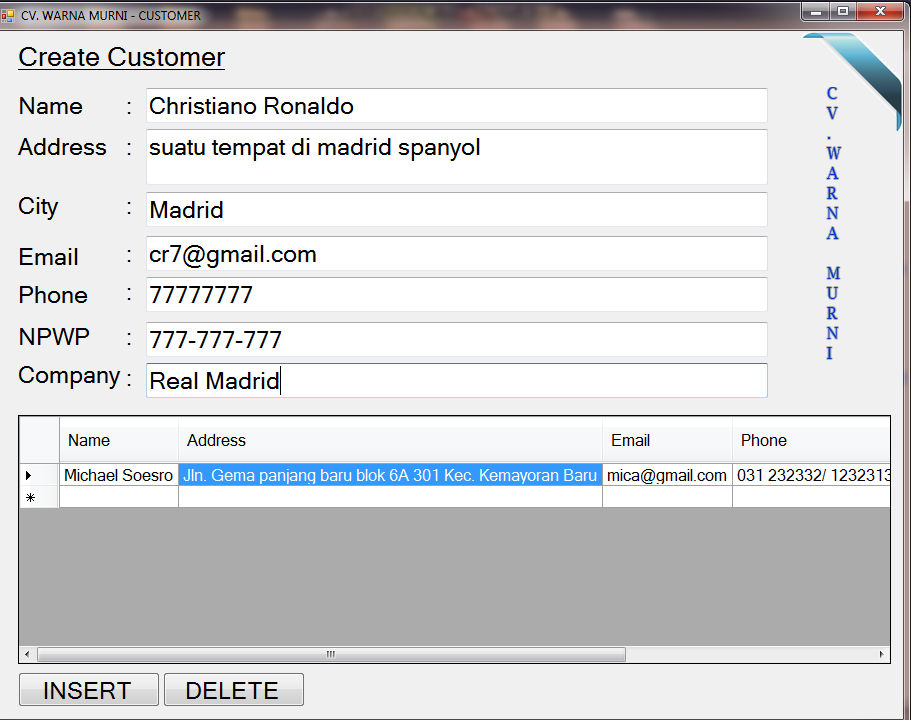 CV. WARNA MURNI - CUSTOMER
Create Customer
Name : Christiano Ronaldo
Address : suatu tempat di madrid spanyol
City : Madrid
Email : cr7@gmail.com
Phone : 77777777
NPWP : 777-777-777
Company : Real Madrid
CV. WARNA MURNI
Name Address Email Phone
Michael Soesro Jln. Gema panjang baru blok 6A 301 Kec. Kemayoran Baru mica@gmail.com 031 232332/ 1232313
INSERT DELETE